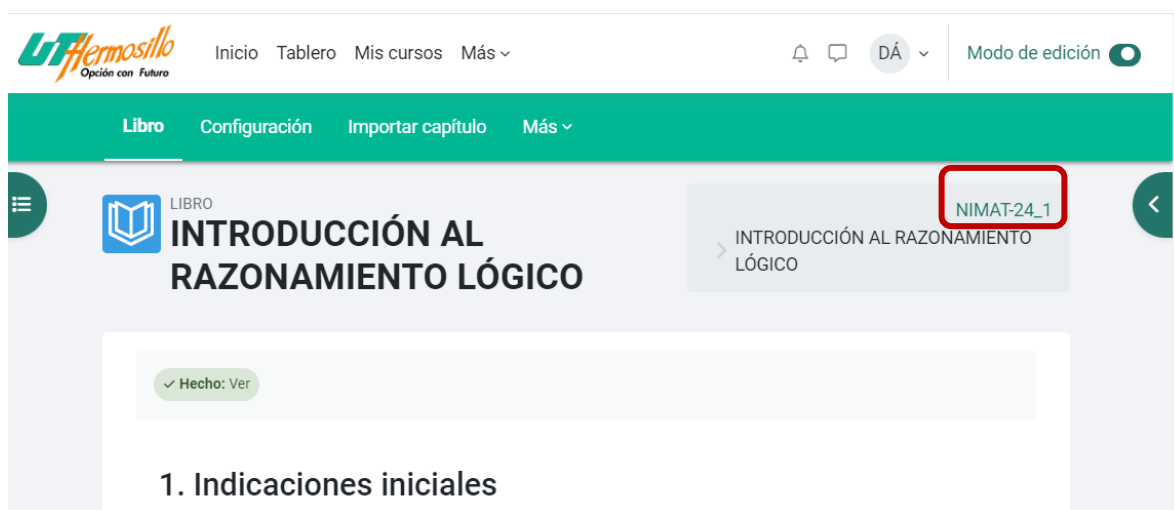 UTHermosillo
Opción con Futuro
Inicio Tablero Mis cursos Más
DÁ
Modo de edición
Libro Configuración Importar capítulo Más
LIBRO
INTRODUCCIÓN AL
RAZONAMIENTO LÓGICO
NIMAT-24_1
INTRODUCCIÓN AL RAZONAMIENTO
LÓGICO
Hecho: Ver
1. Indicaciones iniciales